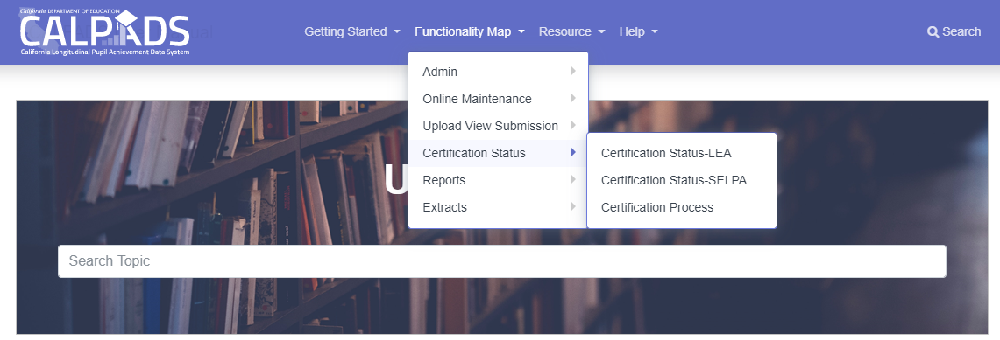 California DEPARTMENT OF EDUCATION
CALPADS
California Longitudinal Pupil Achievement Data System
Getting Started
Functionality Map
Resource
Help
Search
Admin
Online Maintenance
Upload View Submission
Certification Status
Reports
Extracts
Certification Status-LEA
Certification Status-SELPA
Certification Process
U
Search Topic